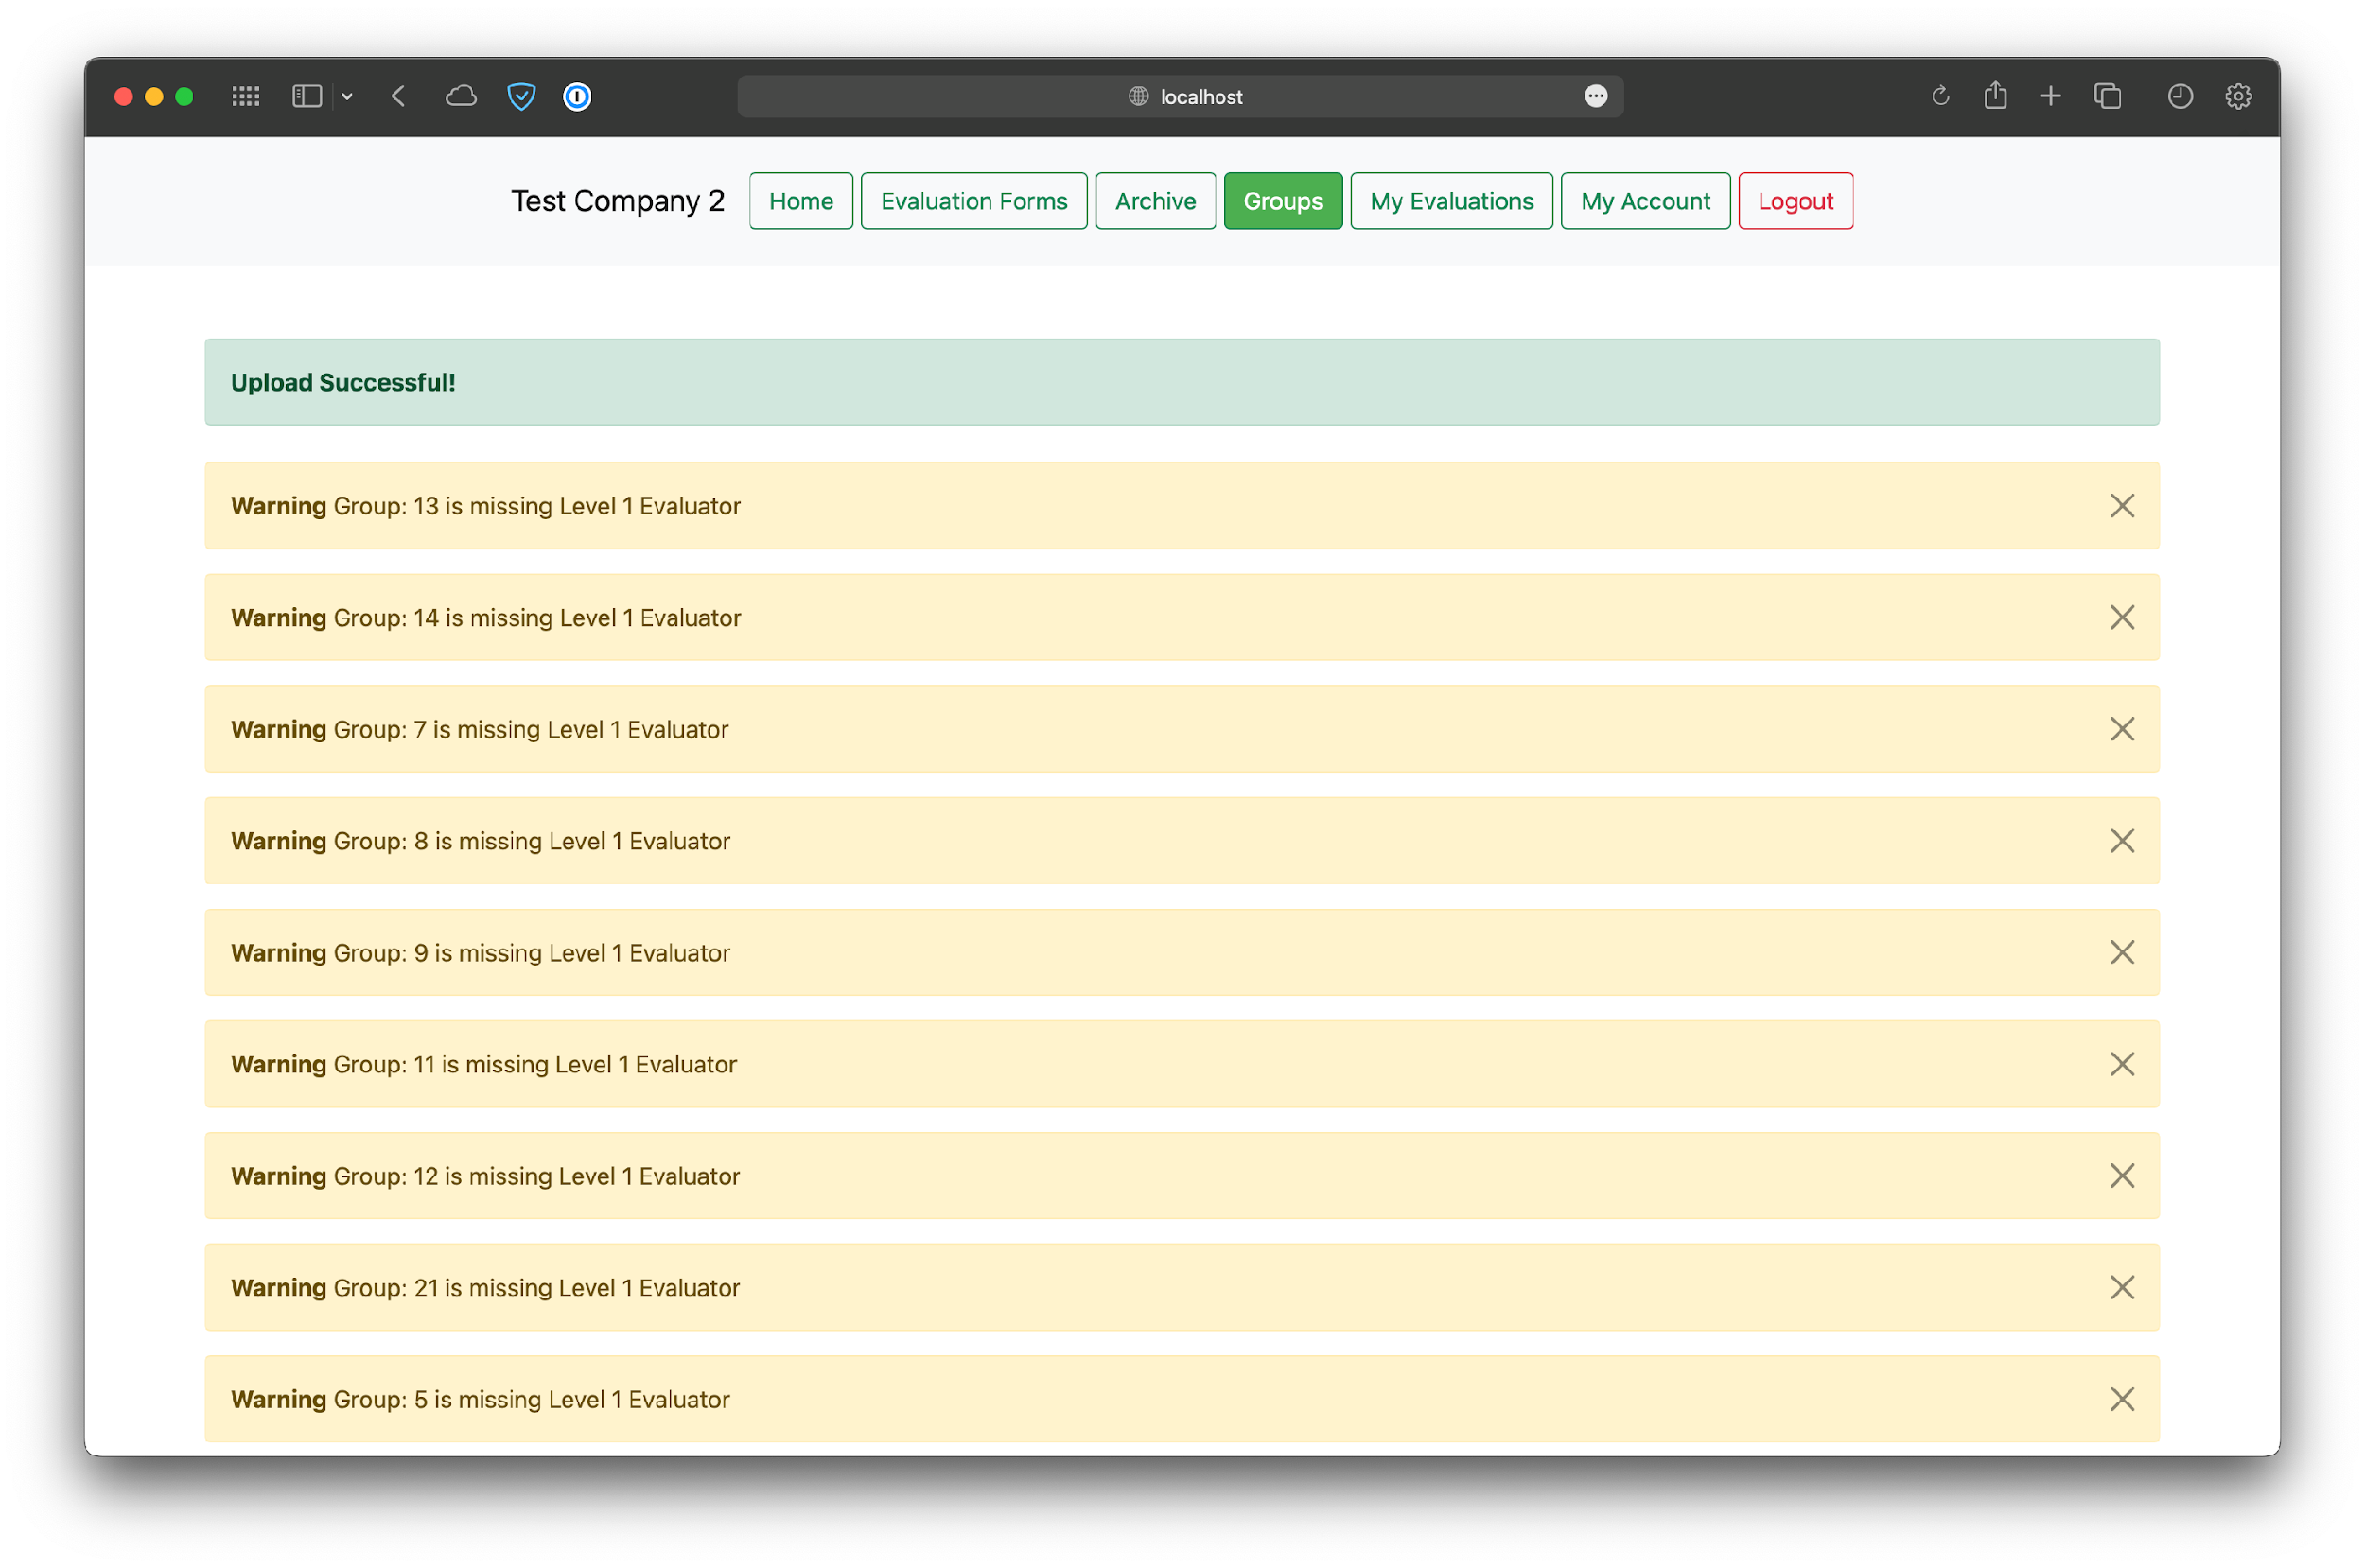 localhost
Test Company 2 Home Evaluation Forms Archive Groups My Evaluations My Account Logout
Upload Successful!
Warning Group: 13 is missing Level 1 Evaluator
Warning Group: 14 is missing Level 1 Evaluator
Warning Group: 7 is missing Level 1 Evaluator
Warning Group: 8 is missing Level 1 Evaluator
Warning Group: 9 is missing Level 1 Evaluator
Warning Group: 11 is missing Level 1 Evaluator
Warning Group: 12 is missing Level 1 Evaluator
Warning Group: 21 is missing Level 1 Evaluator
Warning Group: 5 is missing Level 1 Evaluator